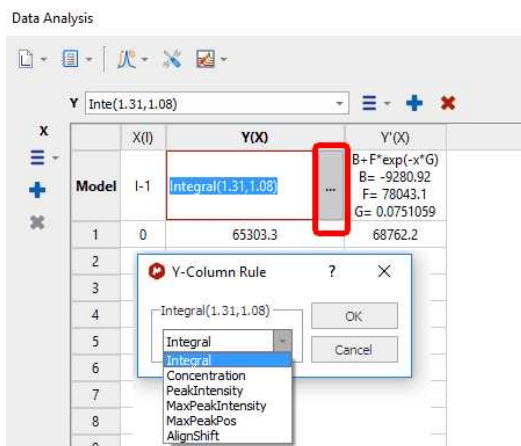 Data Analysis
Y Inte(1.31,1.08)
X
X(I) Y(X) Y'(X)
Model I-1 Integral(1.31,1.08) ... B+F*exp(-x*G)
B= -9280.92
F= 78043.1
G= 0.0751059
1 0 65303.3 68762.2
2
3
4
5
6
7
8
Y-Column Rule ? X
Integral(1.31,1.08)
OK
Integral
Cancel
Integral
Concentration
PeakIntensity
MaxPeakIntensity
MaxPeakPos
AlignShift